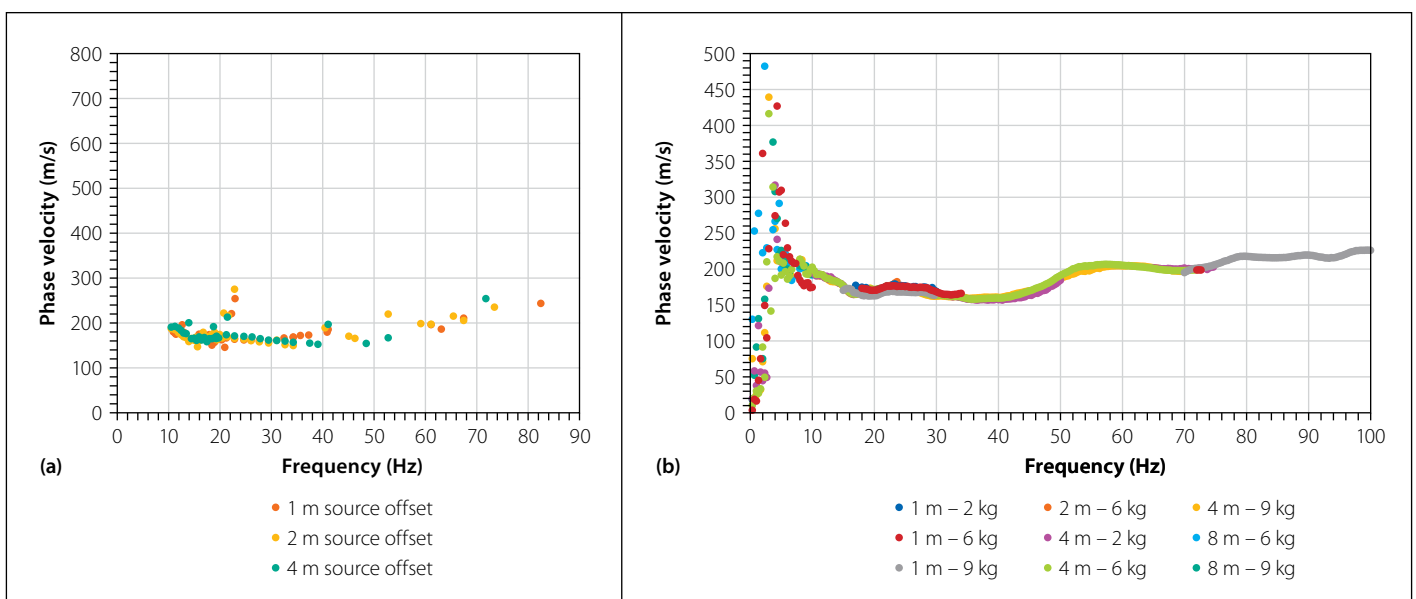 800
700
600
500
400
300
200
100
0
Phase velocity (m/s)
0 10 20 30 40 50 60 70 80 90
(a)
Frequency (Hz)
1 m source offset
2 m source offset
4 m source offset
500
450
400
350
300
250
200
150
100
50
0
Phase velocity (m/s)
0 10 20 30 40 50 60 70 80 90 100
(b)
Frequency (Hz)
1 m – 2 kg 2 m – 6 kg 4 m – 9 kg
1 m – 6 kg 4 m – 2 kg 8 m – 6 kg
1 m – 9 kg 4 m – 6 kg 8 m – 9 kg